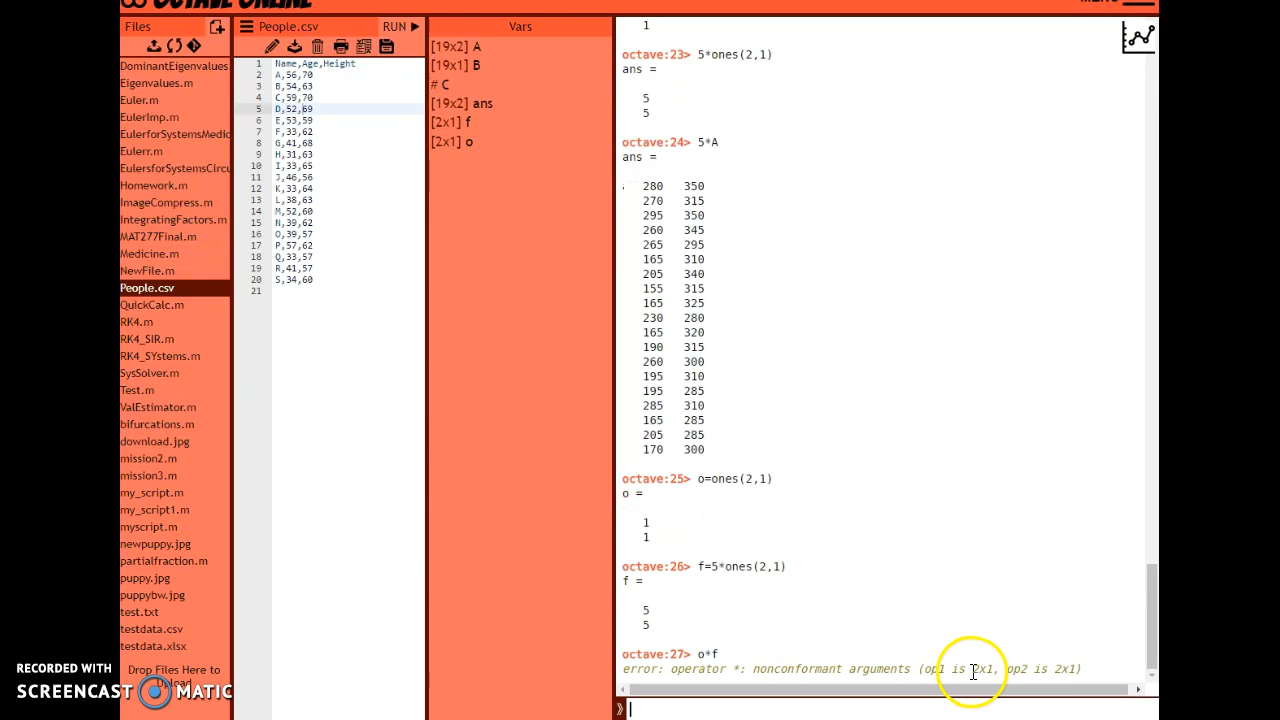 OCTAVE ONLINE
MENU
Files
People.csv
RUN
Vars
DominantEigenvalues
Eigenvalues.m
Euler.m
EulerImp.m
EulerforSystemsMedic
Eulerr.m
EulersforSystemsCircu
Homework.m
ImageCompress.m
IntegratingFactors.m
MAT277Final.m
Medicine.m
NewFile.m
People.csv
QuickCalc.m
RK4.m
RK4_SIR.m
RK4_SYstems.m
SysSolver.m
Test.m
ValEstimator.m
bifurcations.m
download.jpg
mission2.m
mission3.m
my_script.m
my_script1.m
myscript.m
newpuppy.jpg
partialfraction.m
puppy.jpg
puppybw.jpg
test.txt
testdata.csv
testdata.xlsx
Drop Files Here to
Upload
1 Name,Age,Height
2 A,56,70
3 B,54,63
4 C,59,70
5 D,52,69
6 E,53,59
7 F,33,62
8 G,41,68
9 H,31,63
10 I,33,65
11 J,46,56
12 K,33,64
13 L,38,63
14 M,52,60
15 N,39,62
16 O,39,57
17 P,57,62
18 Q,33,57
19 R,41,57
20 S,34,60
21
[19x2] A
[19x1] B
# C
[19x2] ans
[2x1] f
[2x1] o
1
octave:23> 5*ones(2,1)
ans =
5
5
octave:24> 5*A
ans =
280 350
270 315
295 350
260 345
265 295
165 310
205 340
155 315
165 325
230 280
165 320
190 315
260 300
195 310
195 285
285 310
165 285
205 285
170 300
octave:25> o=ones(2,1)
o =
1
1
octave:26> f=5*ones(2,1)
f =
5
5
octave:27> o*f
error: operator *: nonconformant arguments (op1 is 2x1, op2 is 2x1)
RECORDED WITH
SCREENCAST MATIC